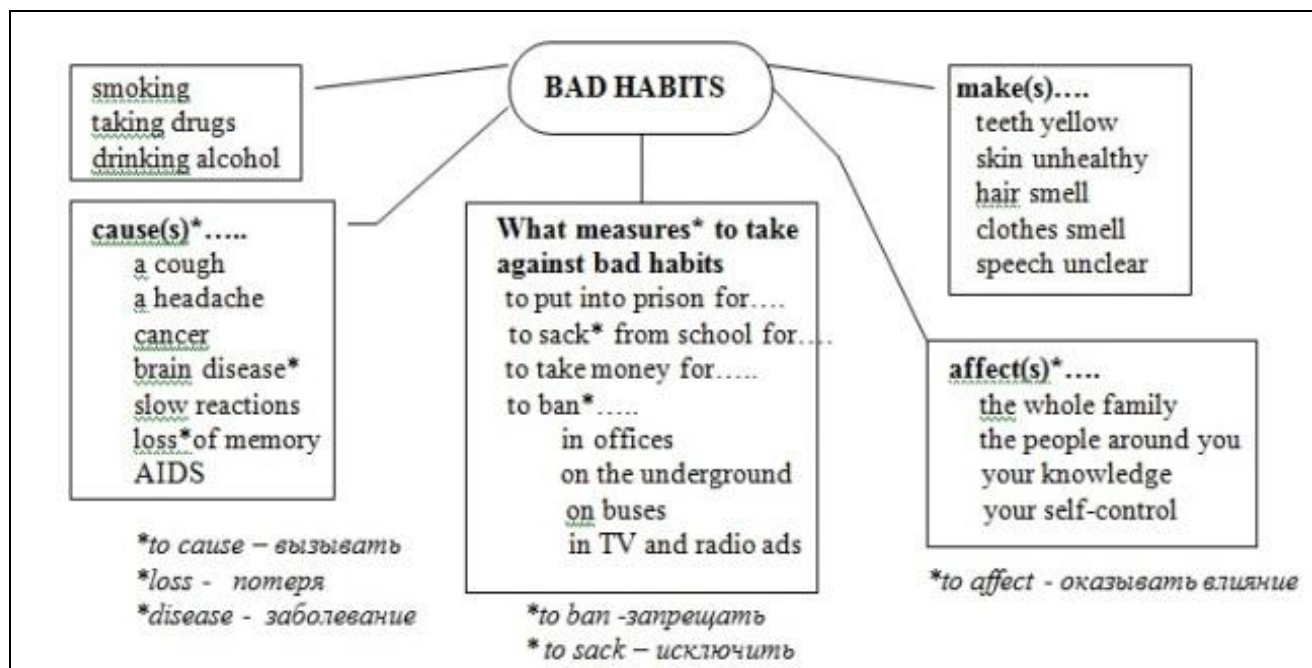 BAD HABITS
smoking
taking drugs
drinking alcohol
cause(s)*.....
a cough
a headache
cancer
brain disease*
slow reactions
loss*of memory
AIDS
*to cause – вызывать
*loss - потеря
*disease - заболевание
What measures* to take
against bad habits
to put into prison for....
to sack* from school for....
to take money for.....
to ban*.....
in offices
on the underground
on buses
in TV and radio ads
*to ban -запрещать
* to sack – исключить
make(s)....
teeth yellow
skin unhealthy
hair smell
clothes smell
speech unclear
affect(s)*....
the whole family
the people around you
your knowledge
your self-control
*to affect - оказывать влияние